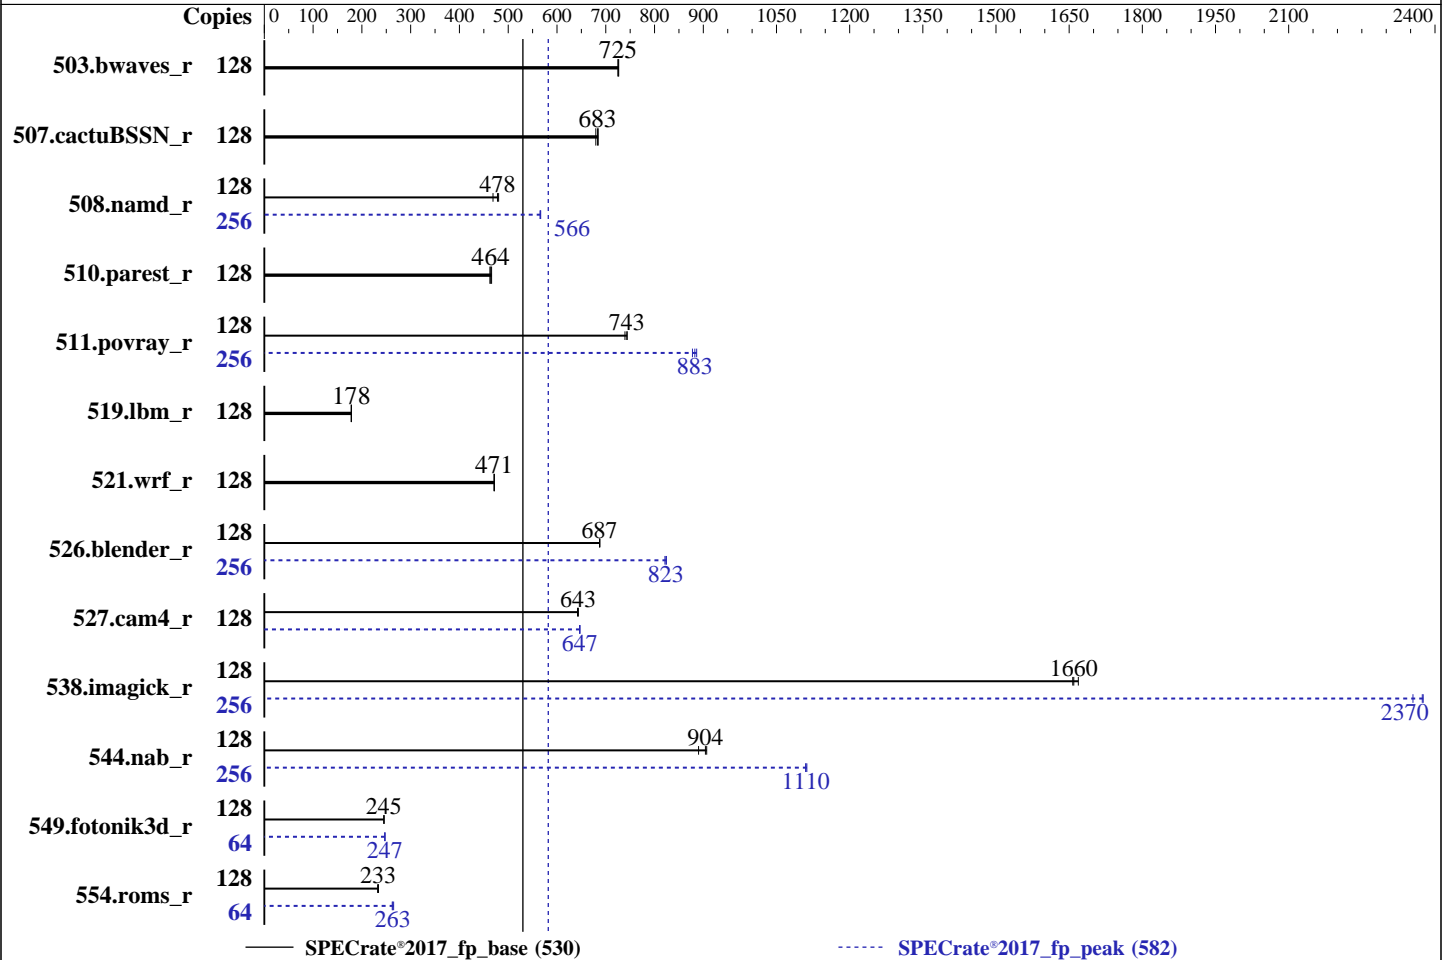 Copies 0 100 200 300 400 500 600 700 800 900 1050 1200 1350 1500 1650 1800 1950 2100 2400
503.bwaves_r 128 725
507.cactuBSSN_r 128 683
508.namd_r 128 478
256 566
510.parest_r 128 464
511.povray_r 128 743
256 883
519.lbm_r 128 178
521.wrf_r 128 471
526.blender_r 128 687
256 823
527.cam4_r 128 643
647
538.imagick_r 128 1660
256 2370
544.nab_r 128 904
256 1110
549.fotonik3d_r 128 245
64 247
554.roms_r 128 233
64 263
SPECrate®2017_fp_base (530) SPECrate®2017_fp_peak (582)